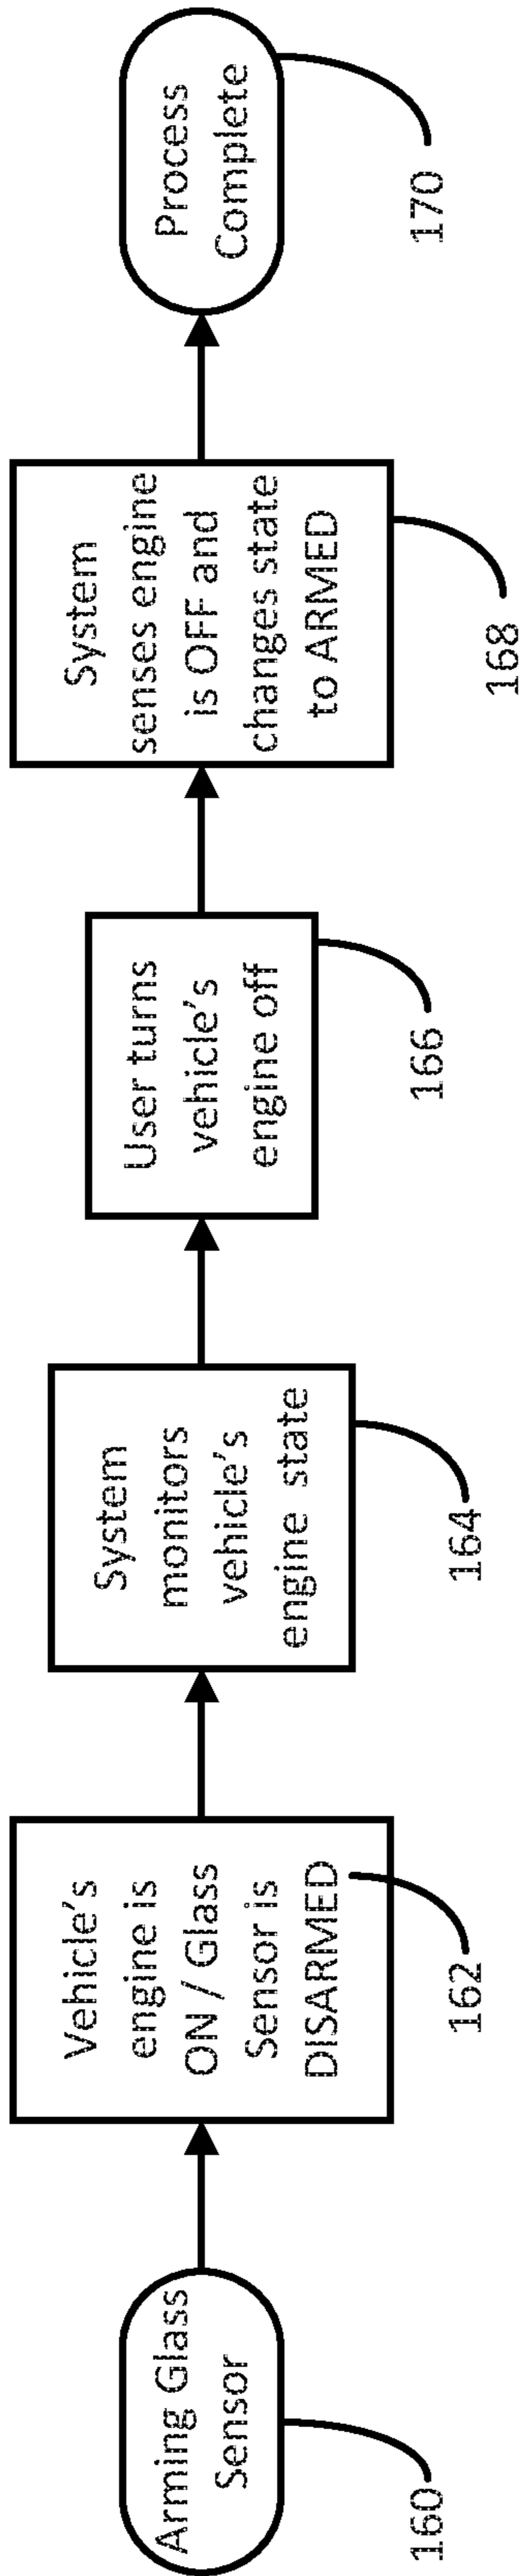 Arming Glass
Sensor
160
Vehicle's
engine is
ON / Glass
Sensor is
DISARMED
162
System
monitors
vehicle's
engine state
164
User turns
vehicle's
engine off
166
System
senses engine
is OFF and
changes state
to ARMED
168
Process
Complete
170